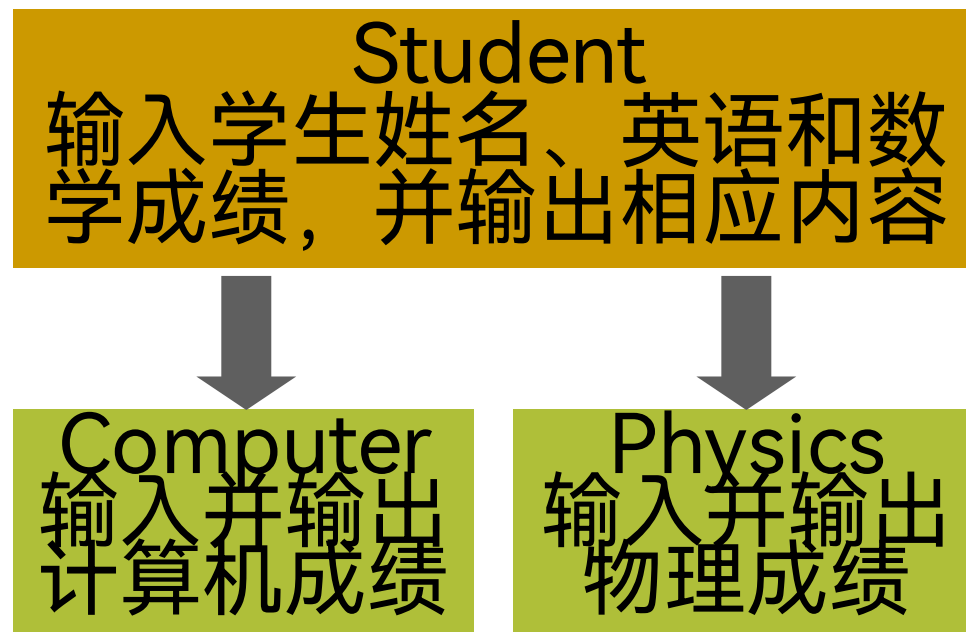 Student
输入学生姓名、英语和数
学成绩，并输出相应内容
Computer
输入并输出
计算机成绩
Physics
输入并输出
物理成绩